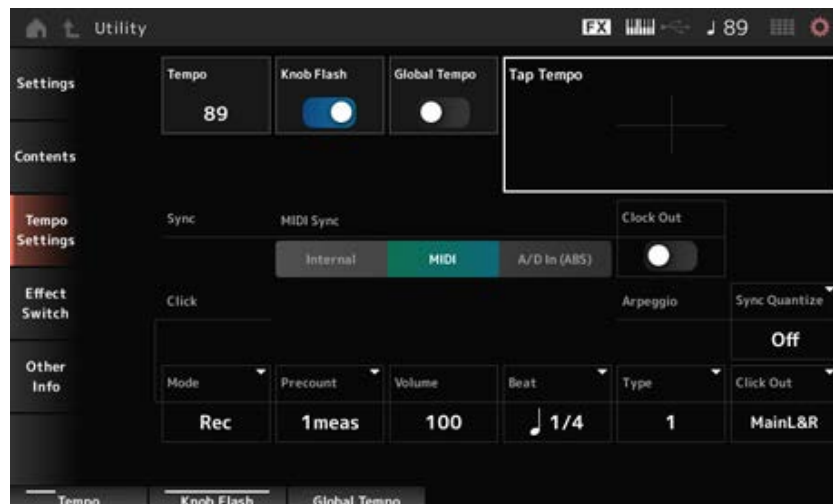 Utility
FX
♩ 89
Settings
Contents
Tempo
Settings
Effect
Switch
Other
Info
Tempo
89
Knob Flash
Global Tempo
Tap Tempo
Sync
MIDI Sync
Internal
MIDI
A/D In (ABS)
Clock Out
Click
Arpeggio
Sync Quantize
Off
Mode
Rec
Precount
1meas
Volume
100
Beat
♩ 1/4
Type
1
Click Out
MainL&R
Tempo
Knob Flash
Global Tempo